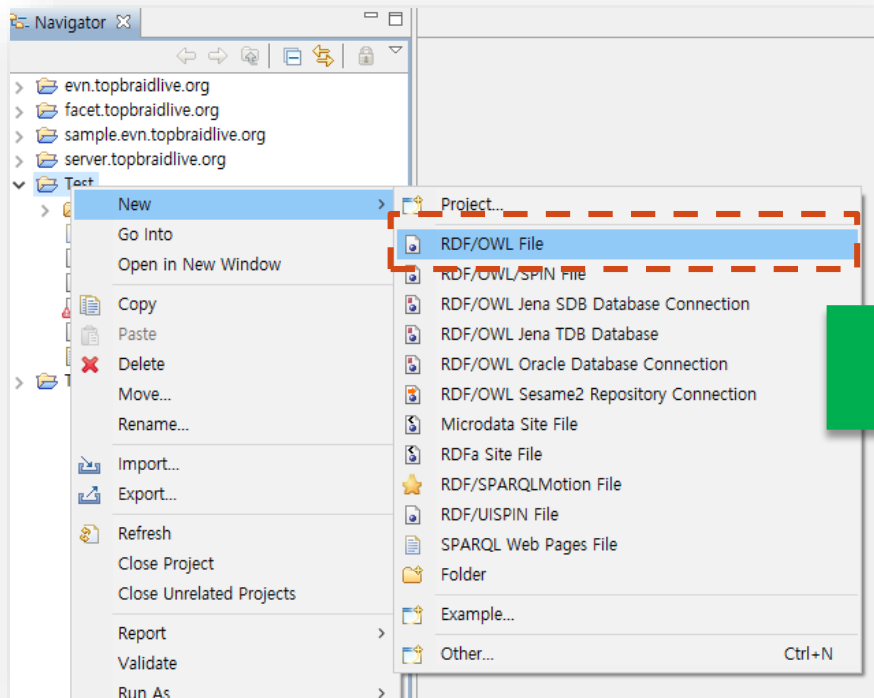 Navigator
evn.topbraidlive.org
facet.topbraidlive.org
sample.evn.topbraidlive.org
server.topbraidlive.org
Test
New
Go Into
Open in New Window
Copy
Paste
Delete
Move...
Rename...
Import...
Export...
Refresh
Close Project
Close Unrelated Projects
Report
Validate
Run As
Project...
RDF/OWL File
RDF/OWL/SPIN File
RDF/OWL Jena SDB Database Connection
RDF/OWL Jena TDB Database
RDF/OWL Oracle Database Connection
RDF/OWL Sesame2 Repository Connection
Microdata Site File
RDFa Site File
RDF/SPARQLMotion File
RDF/UISPIN File
SPARQL Web Pages File
Folder
Example...
Other... Ctrl+N